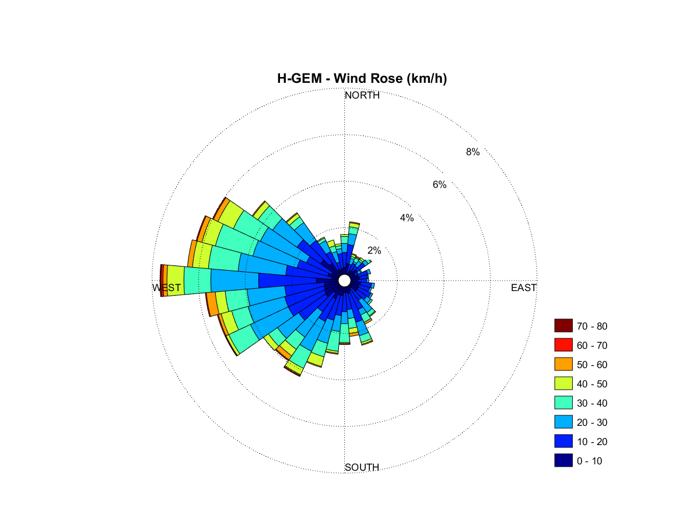 H-GEM - Wind Rose (km/h)
NORTH
8%
6%
4%
2%
WEST
EAST
70 - 80
60 - 70
50 - 60
40 - 50
30 - 40
20 - 30
10 - 20
0 - 10
SOUTH